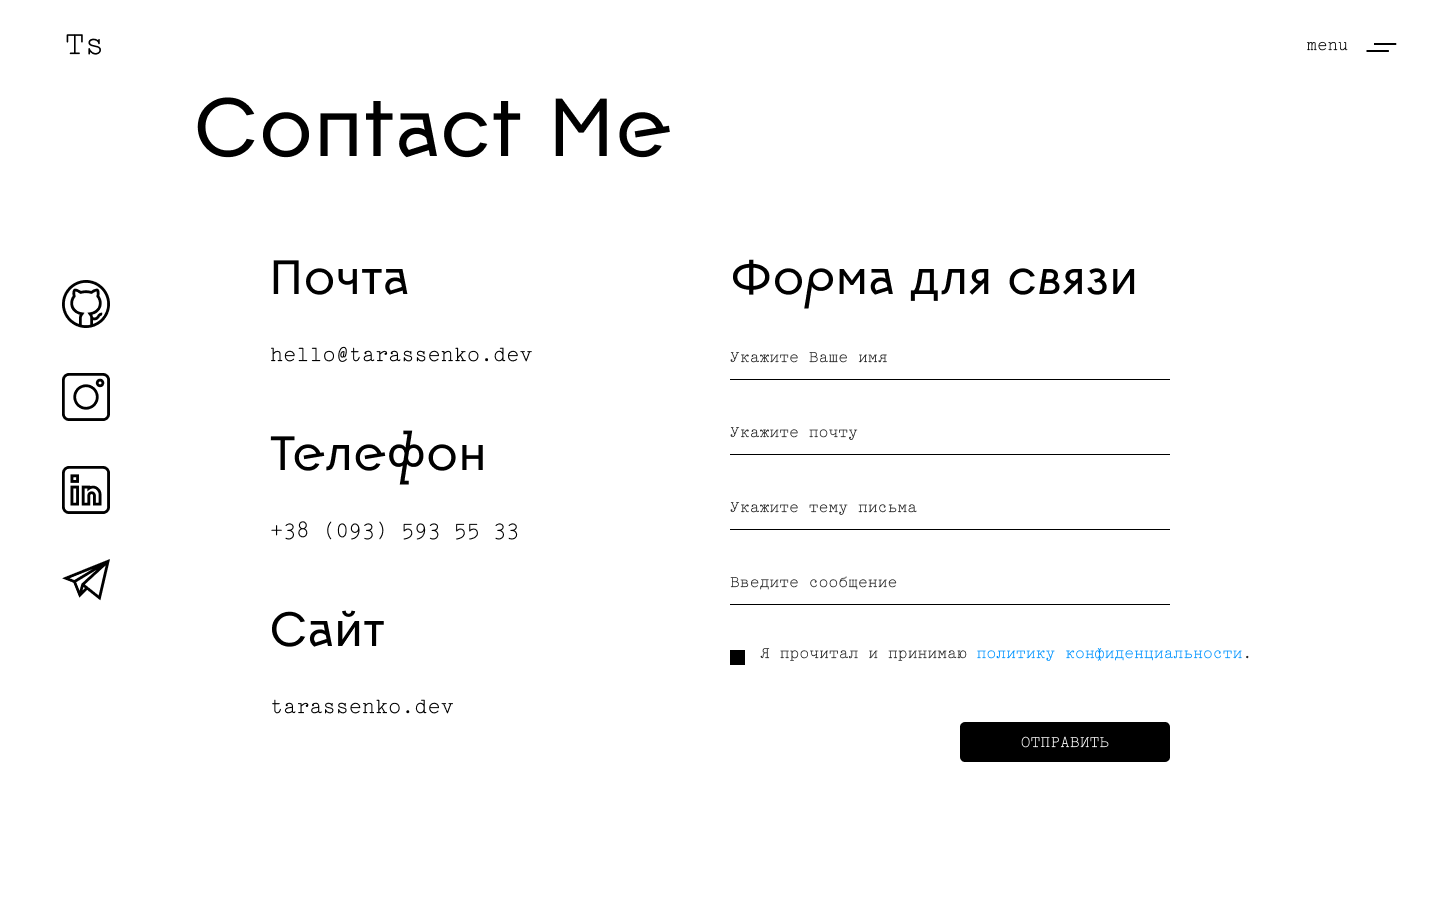 Ts
menu
Contact Me
Почта
hello@tarassenko.dev
Телефон
+38 (093) 593 55 33
Сайт
tarassenko.dev
Форма для связи
Укажите Ваше имя
Укажите почту
Укажите тему письма
Введите сообщение
Я прочитал и принимаю политику конфиденциальности.
ОТПРАВИТЬ